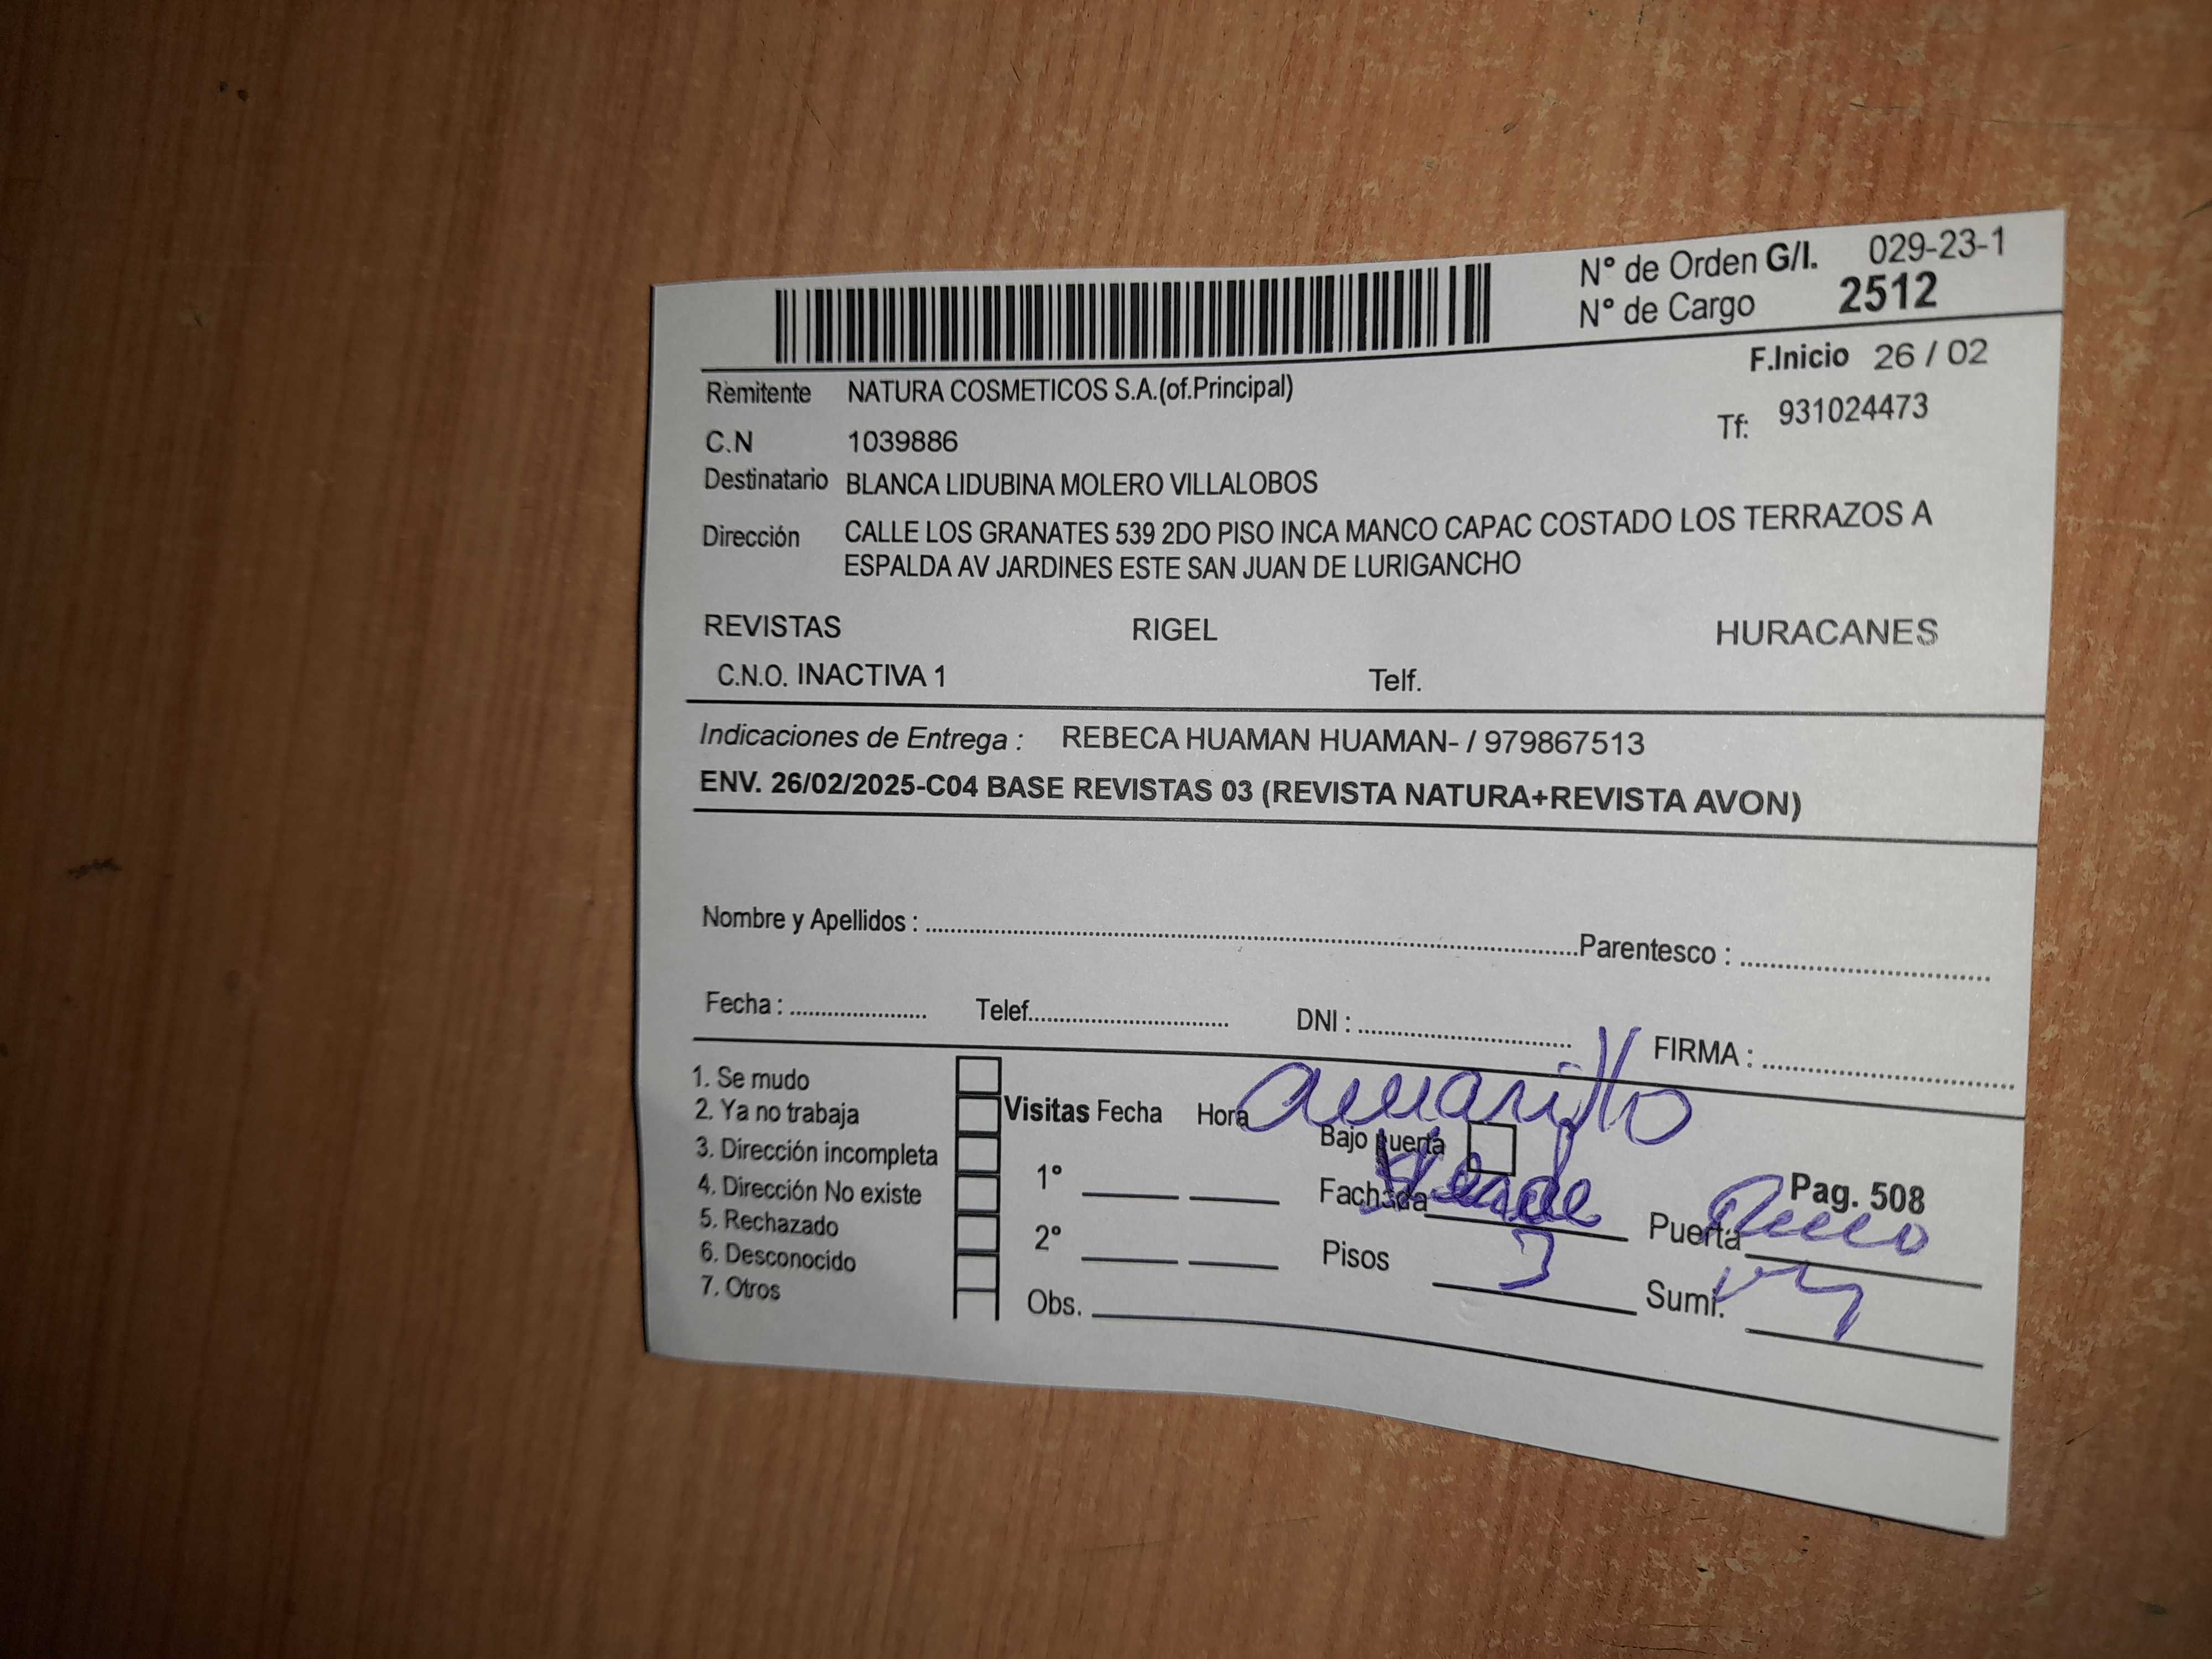 N° de Orden G/I. 029-23-1
N° de Cargo 2512
F.Inicio 26 / 02
Remitente NATURA COSMETICOS S.A.(of.Principal)
Tf: 931024473
C.N 1039886
Destinatario BLANCA LIDUBINA MOLERO VILLALOBOS
Dirección CALLE LOS GRANATES 539 2DO PISO INCA MANCO CAPAC COSTADO LOS TERRAZOS A
ESPALDA AV JARDINES ESTE SAN JUAN DE LURIGANCHO
REVISTAS RIGEL HURACANES
C.N.O. INACTIVA 1 Telf.
Indicaciones de Entrega : REBECA HUAMAN HUAMAN- / 979867513
ENV. 26/02/2025-C04 BASE REVISTAS 03 (REVISTA NATURA+REVISTA AVON)
Nombre y Apellidos : Parentesco :
Fecha : Telef. DNI : FIRMA :
1. Se mudo
2. Ya no trabaja
3. Dirección incompleta
4. Dirección No existe
5. Rechazado
6. Desconocido
7. Otros
Visitas Fecha Hora
1°
2°
Obs.
amarillo
Bajo puerta
Fachada
Pisos 3
Pag. 508
Puerta
Sumi.